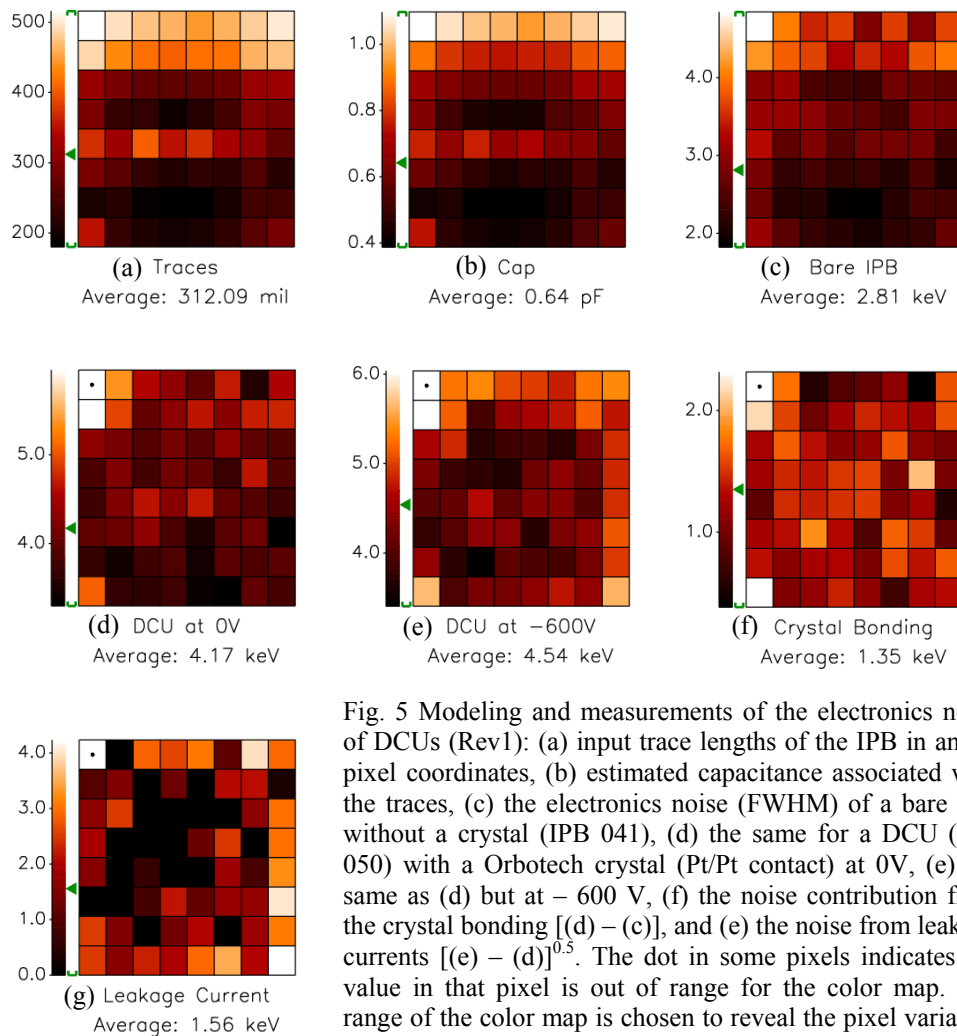 500
400
300
200
(a) Traces
Average: 312.09 mil
1.0
0.8
0.6
0.4
(b) Cap
Average: 0.64 pF
4.0
3.0
2.0
(c) Bare IPB
Average: 2.81 keV
5.0
4.0
(d) DCU at 0V
Average: 4.17 keV
6.0
5.0
4.0
(e) DCU at −600V
Average: 4.54 keV
2.0
1.0
(f) Crystal Bonding
Average: 1.35 keV
4.0
3.0
2.0
1.0
0.0
(g) Leakage Current
Average: 1.56 keV
Fig. 5 Modeling and measurements of the electronics
of DCUs (Rev1): (a) input trace lengths of the IPB in
pixel coordinates, (b) estimated capacitance associated
the traces, (c) the electronics noise (FWHM) of a bare
without a crystal (IPB 041), (d) the same for a DCU
050) with a Orbotech crystal (Pt/Pt contact) at 0V, (e)
same as (d) but at – 600 V, (f) the noise contribution
the crystal bonding [(d) – (c)], and (e) the noise from
currents [(e) – (d)]^0.5. The dot in some pixels indicates
value in that pixel is out of range for the color map.
range of the color map is chosen to reveal the pixel